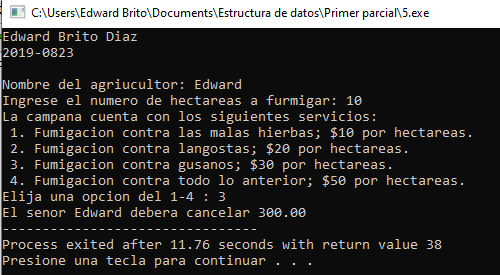 C:\Users\Edward Brito\Documents\Estructura de datos\Primer parcial\5.exe
Edward Brito Diaz
2019-0823
Nombre del agriucultor: Edward
Ingrese el numero de hectareas a furmigar: 10
La campana cuenta con los siguientes servicios:
1. Fumigacion contra las malas hierbas; $10 por hectareas.
2. Fumigacion contra langostas; $20 por hectareas.
3. Fumigacion contra gusanos; $30 por hectareas.
4. Fumigacion contra todo lo anterior; $50 por hectareas.
Elija una opcion del 1-4 : 3
El senor Edward debera cancelar 300.00
--------------------------------
Process exited after 11.76 seconds with return value 38
Presione una tecla para continuar . . .